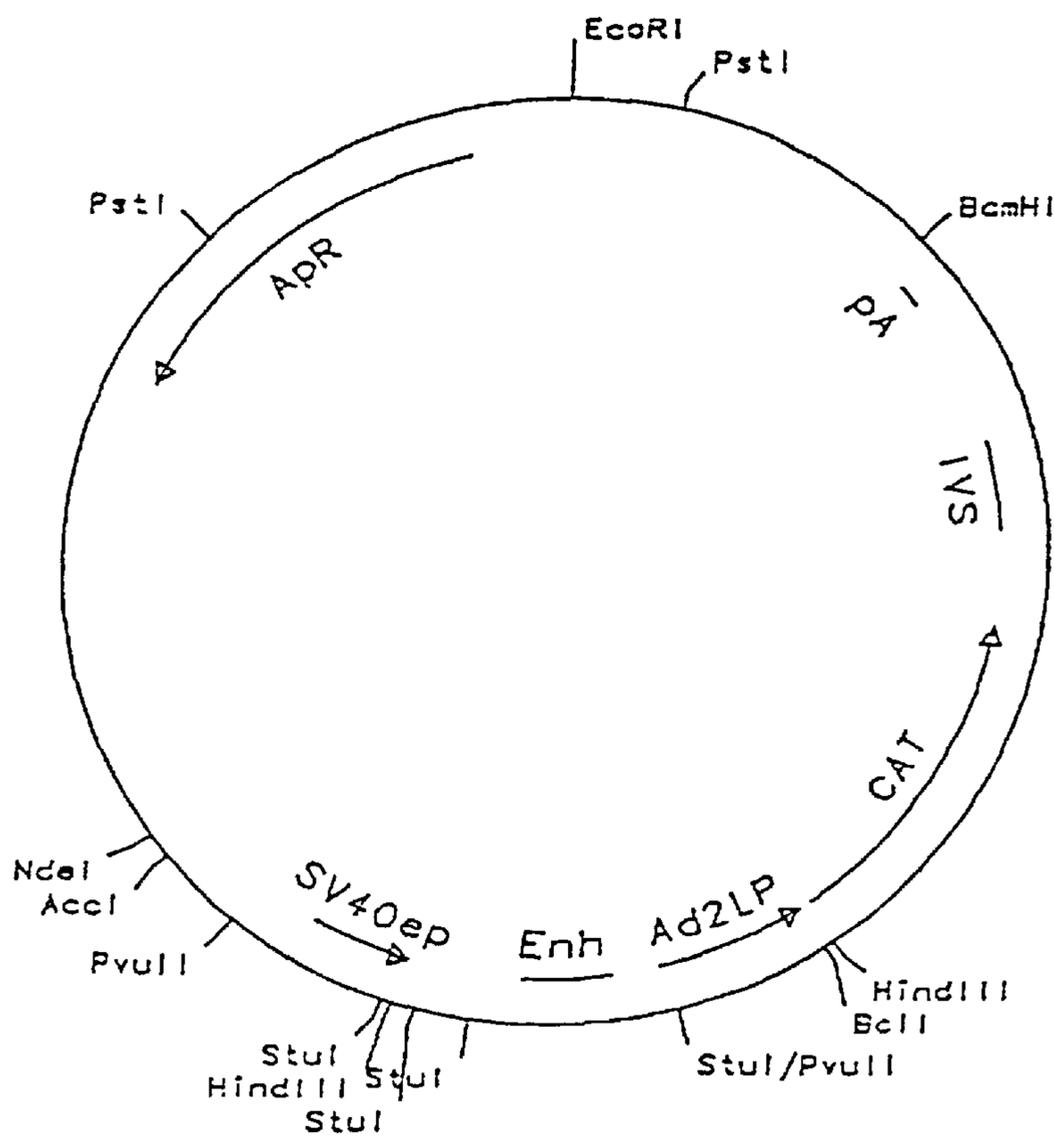 EcoRI
PstI
PstI
BamHI
ApR
pA
IVS
CAT
NdeI
AccI
SV40ep
Ad2LP
Enh
PvuII
HindIII
BclI
StuI
StuI/PvuII
HindIII
StuI
StuI